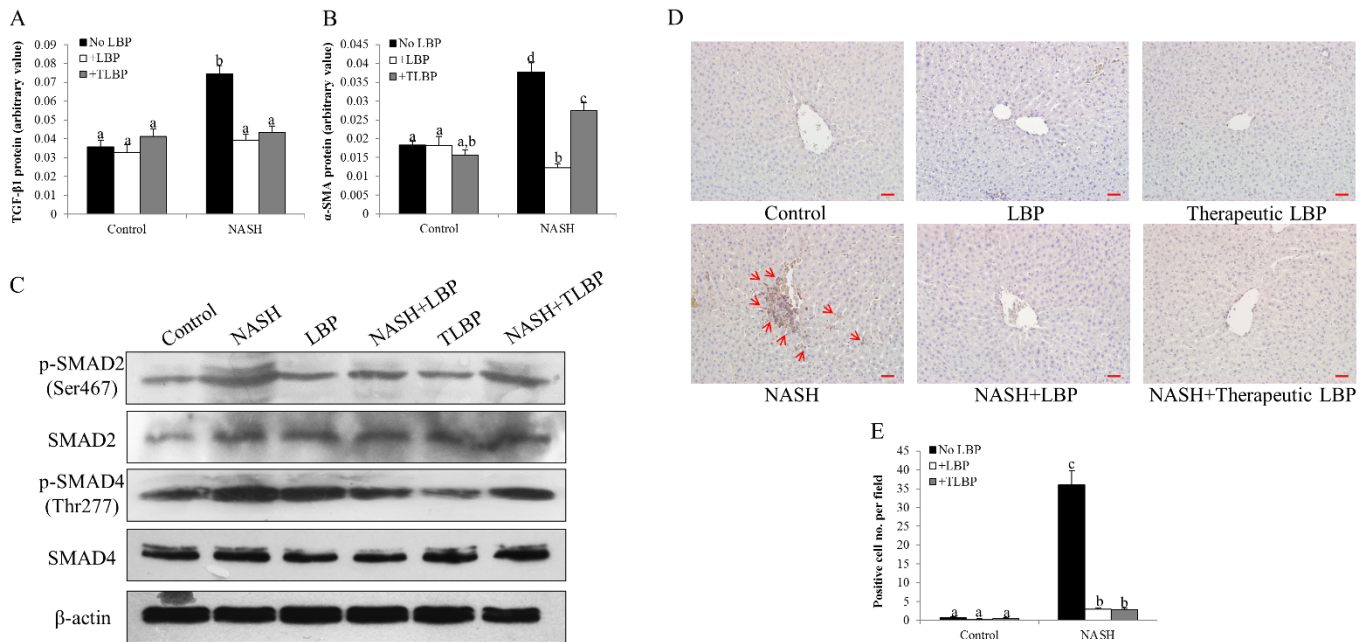 A
TGF-β1 protein (arbitrary value)
0.09
0.08
0.07
0.06
0.05
0.04
0.03
0.02
0.01
0
No LBP
+LBP
+TLBP
a
a
a
b
a
a
Control
NASH
B
α-SMA protein (arbitrary value)
0.045
0.04
0.035
0.03
0.025
0.02
0.015
0.01
0.005
0
No LBP
+LBP
+TLBP
a
a
a,b
d
b
c
Control
NASH
C
Control
NASH
LBP
NASH+LBP
TLBP
NASH+TLBP
p-SMAD2
(Ser467)
SMAD2
p-SMAD4
(Thr277)
SMAD4
β-actin
D
Control
LBP
Therapeutic LBP
NASH
NASH+LBP
NASH+Therapeutic LBP
E
Positive cell no. per field
45
40
35
30
25
20
15
10
5
0
No LBP
+LBP
+TLBP
a
a
a
c
b
b
Control
NASH